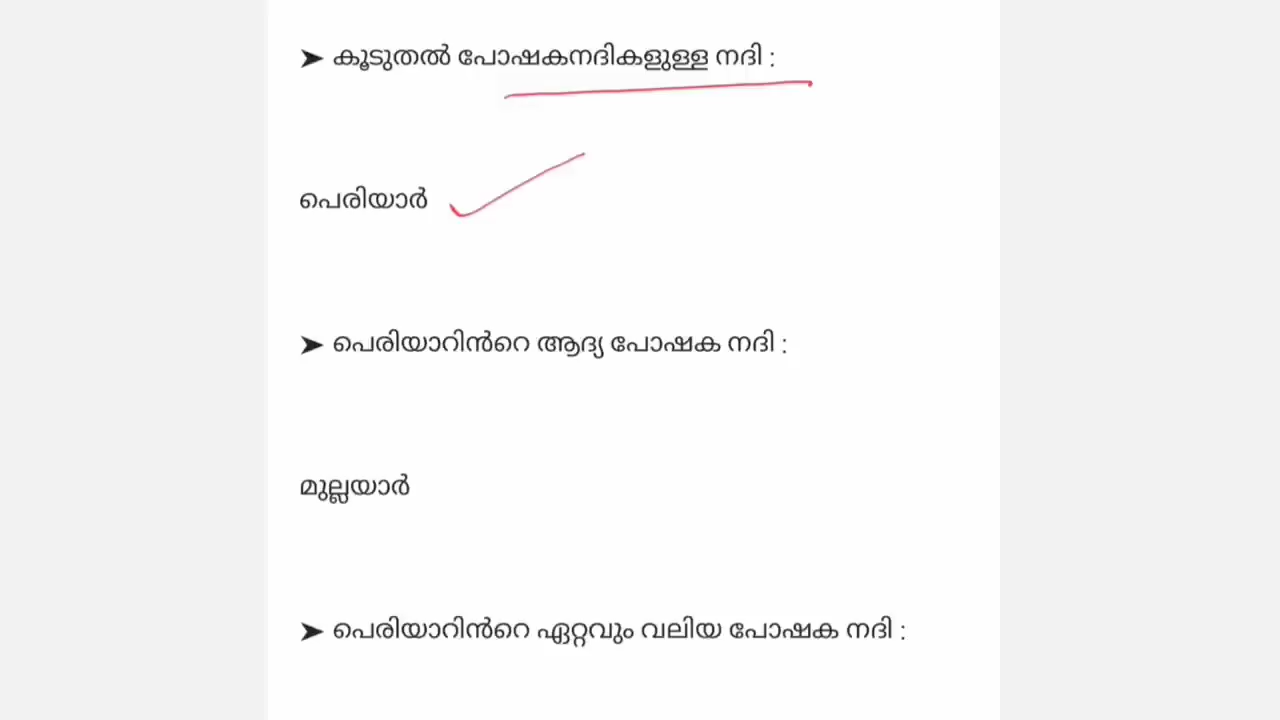 ➤ കൂടുതൽ പോഷകനദികളുള്ള നദി :
പെരിയാർ
➤ പെരിയാറിൻറെ ആദ്യ പോഷക നദി :
മുല്ലയാർ
➤ പെരിയാറിൻറെ ഏറ്റവും വലിയ പോഷക നദി :